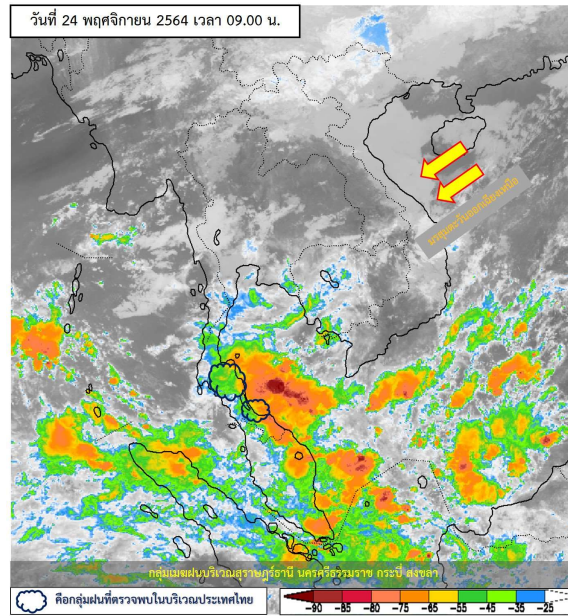 วันที่ 24 พฤศจิกายน 2564 เวลา 09.00 น.
มรสุมตะวันออกเฉียงเหนือ
กลุ่มเมฆฝนบริเวณสุราษฎร์ธานี นครศรีธรรมราช กระบี่ สงขลา
คือกลุ่มฝนที่ตรวจพบในบริเวณประเทศไทย
-90 -85 -80 -75 -65 -55 -45 -35 -25